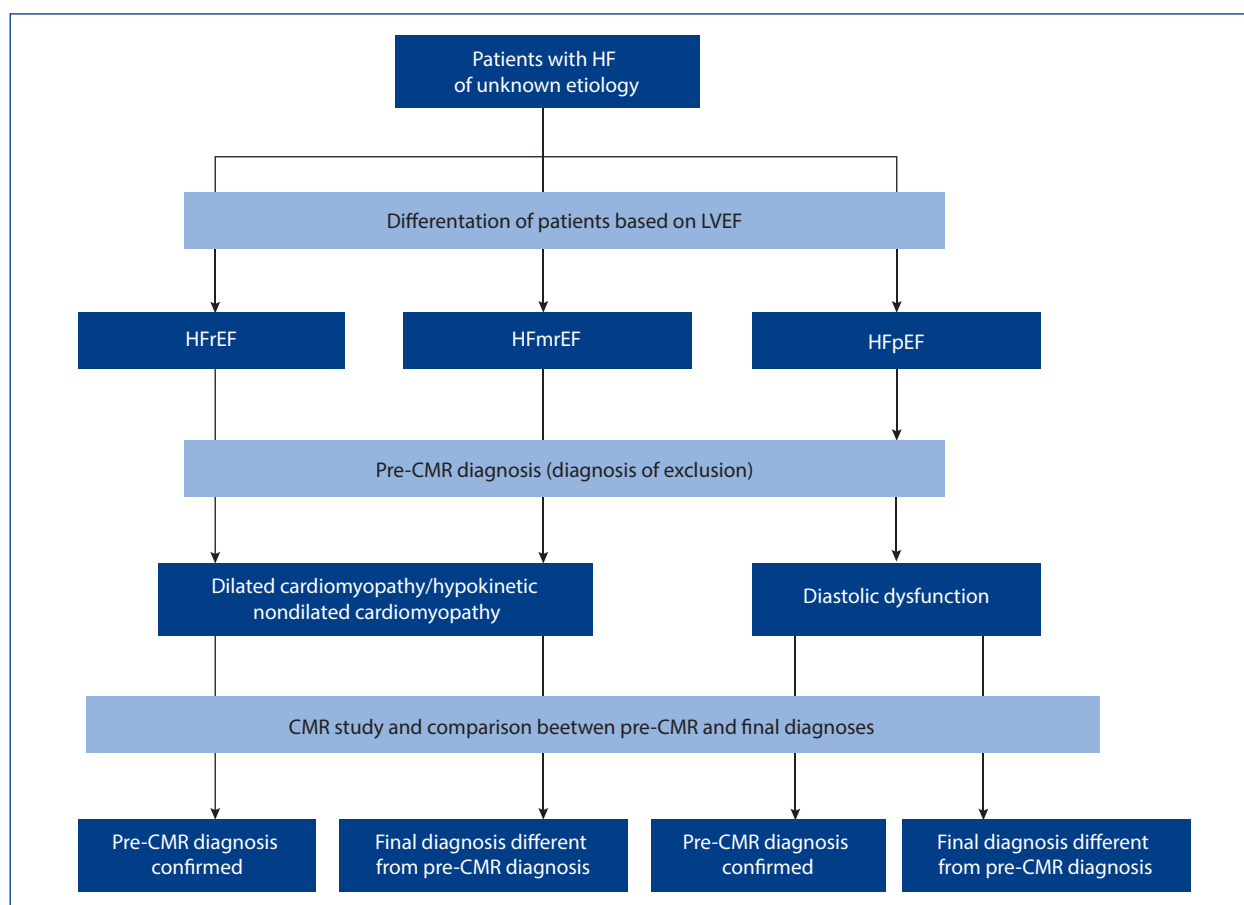 Patients with HF
of unknown etiology
Differentation of patients based on LVEF
HFrEF
HFmrEF
HFpEF
Pre-CMR diagnosis (diagnosis of exclusion)
Dilated cardiomyopathy/hypokinetic
nondilated cardiomyopathy
Diastolic dysfunction
CMR study and comparison beetwen pre-CMR and final diagnoses
Pre-CMR diagnosis
confirmed
Final diagnosis different
from pre-CMR diagnosis
Pre-CMR diagnosis
confirmed
Final diagnosis different
from pre-CMR diagnosis